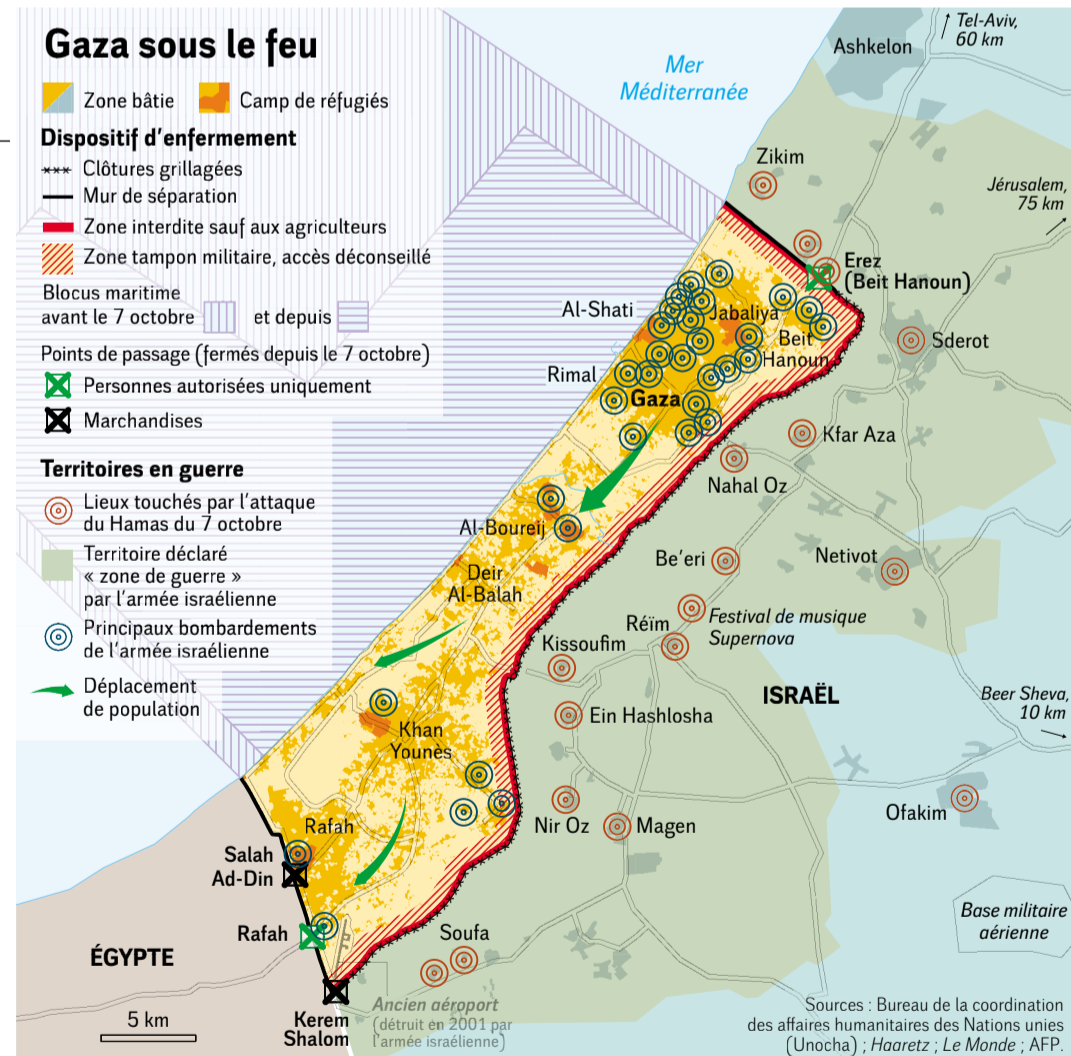 Gaza sous le feu
Zone bâtie
Camp de réfugiés
Dispositif d'enfermement
Clôtures grillagées
Mur de séparation
Zone interdite sauf aux agriculteurs
Zone tampon militaire, accès déconseillé
Blocus maritime
avant le 7 octobre
et depuis
Points de passage (fermés depuis le 7 octobre)
Personnes autorisées uniquement
Marchandises
Territoires en guerre
Lieux touchés par l'attaque
du Hamas du 7 octobre
Territoire déclaré
« zone de guerre »
par l'armée israélienne
Principaux bombardements
de l'armée israélienne
Déplacement
de population
Mer
Méditerranée
Ashkelon
Tel-Aviv,
60 km
Zikim
Jérusalem,
75 km
Erez
(Beit Hanoun)
Al-Shati
Jabaliya
Beit
Hanoun
Sderot
Rimal
Gaza
Kfar Aza
Nahal Oz
Al-Boureij
Be'eri
Netivot
Deir
Al-Balah
Festival de musique
Supernova
Réïm
Kissoufim
ISRAËL
Beer Sheva,
10 km
Ein Hashlosha
Khan
Younès
Nir Oz
Magen
Ofakim
Rafah
Salah
Ad-Din
Rafah
ÉGYPTE
Soufa
Base militaire
aérienne
Kerem
Shalom
Ancien aéroport
(détruit en 2001 par
l'armée israélienne)
5 km
Sources : Bureau de la coordination
des affaires humanitaires des Nations unies
(Unocha) ; Haaretz ; Le Monde ; AFP.